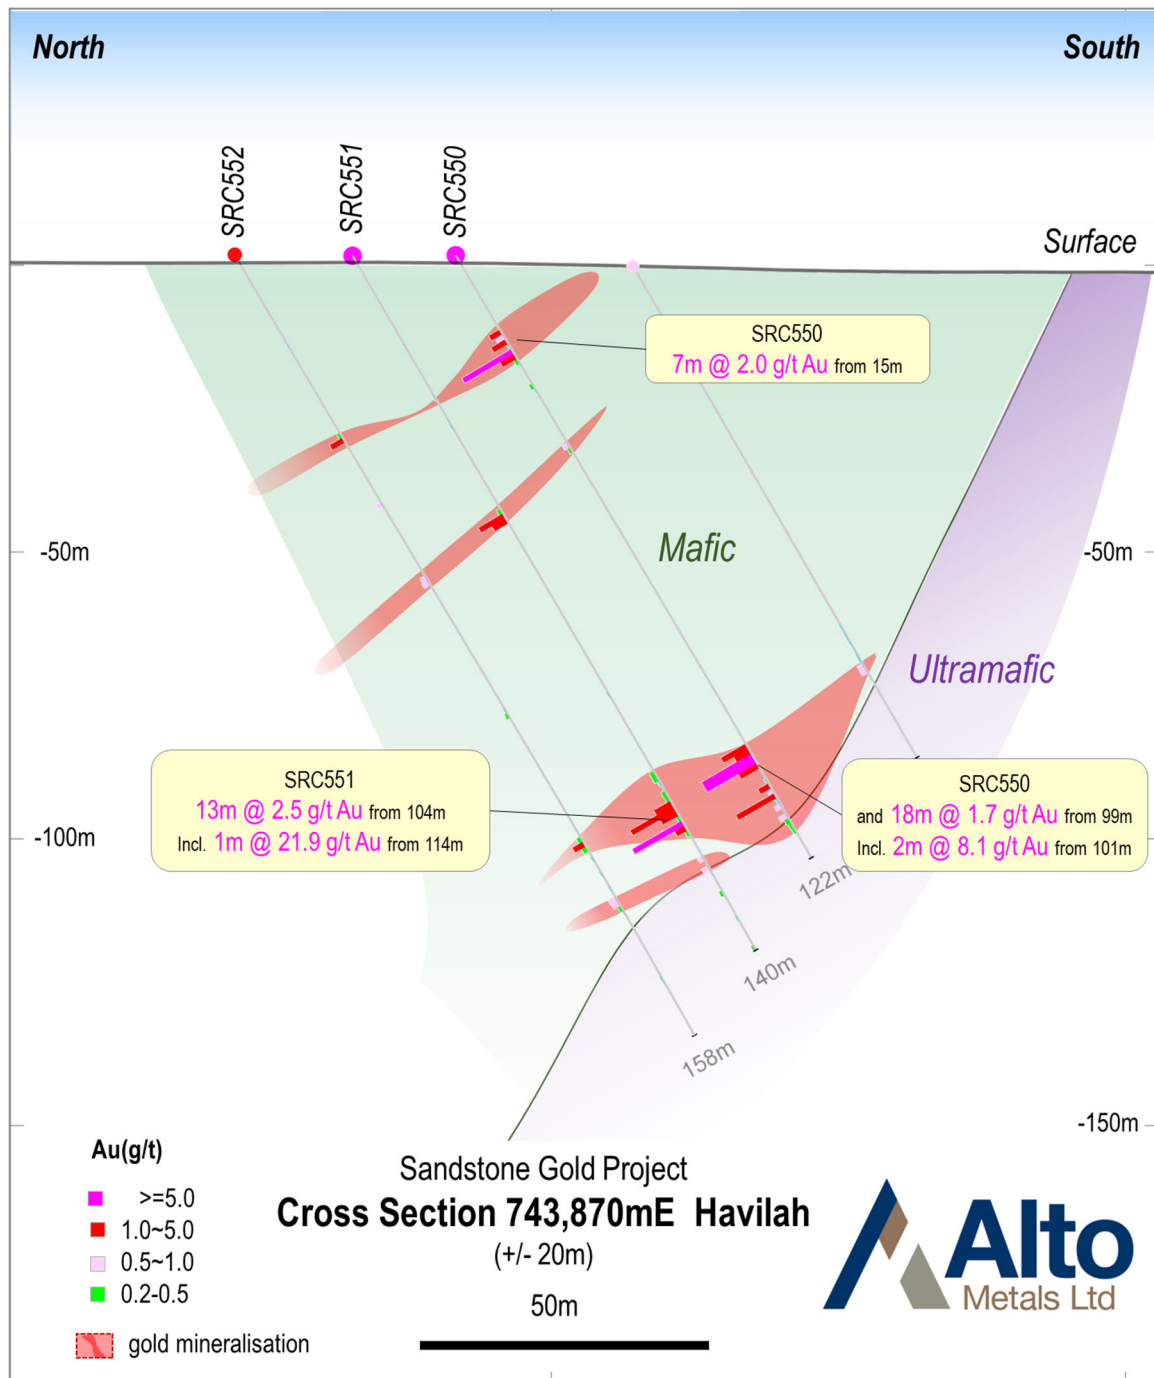 North
South
SRC552
SRC551
SRC550
Surface
SRC550
7m @ 2.0 g/t Au from 15m
Mafic
-50m
-50m
Ultramafic
SRC551
13m @ 2.5 g/t Au from 104m
Incl. 1m @ 21.9 g/t Au from 114m
SRC550
and 18m @ 1.7 g/t Au from 99m
Incl. 2m @ 8.1 g/t Au from 101m
-100m
122m
140m
158m
-150m
Au(g/t)
>=5.0
1.0~5.0
0.5~1.0
0.2-0.5
gold mineralisation
Sandstone Gold Project
Cross Section 743,870mE Havilah
(+/- 20m)
50m
Alto
Metals Ltd